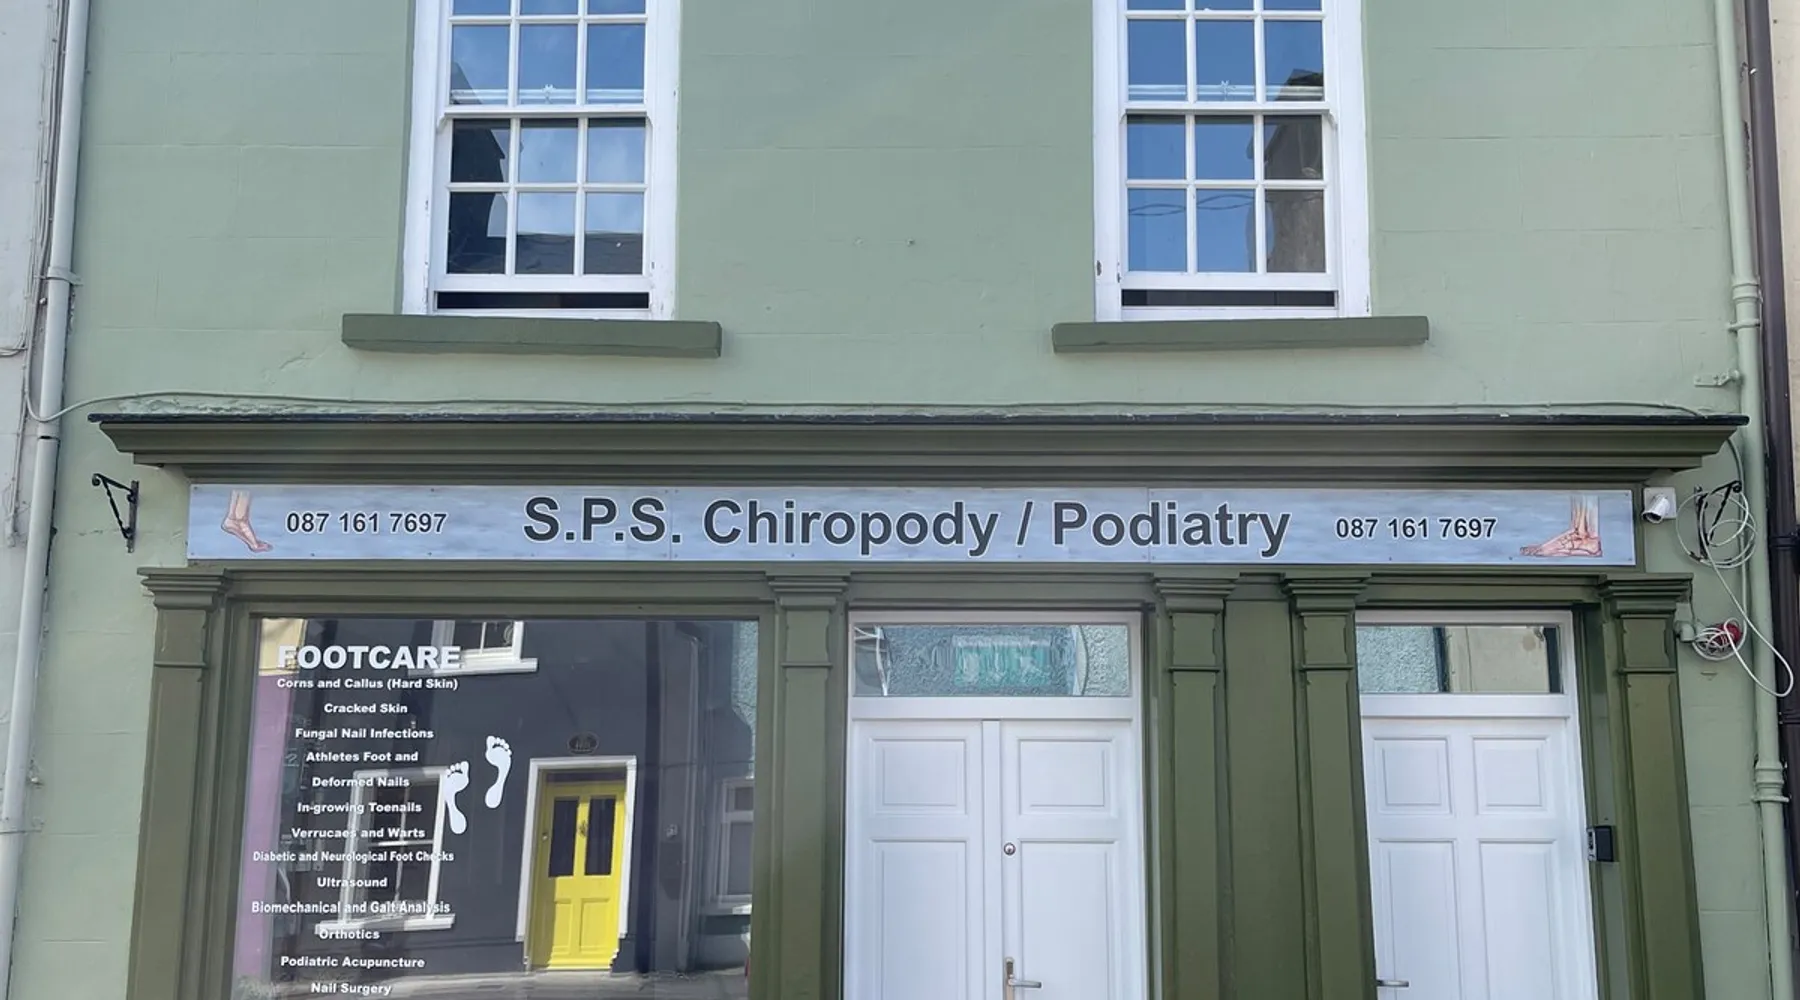 087 161 7697 S.P.S. Chiropody / Podiatry 087 161 7697
FOOTCARE
Corns and Callus (Hard Skin)
Cracked Skin
Fungal Nail Infections
Athletes Foot and
Deformed Nails
In-growing Toenails
Verrucaes and Warts
Diabetic and Neurological Foot Checks
Ultrasound
Biomechanical and Gait Analysis
Orthotics
Podiatric Acupuncture
Nail Surgery